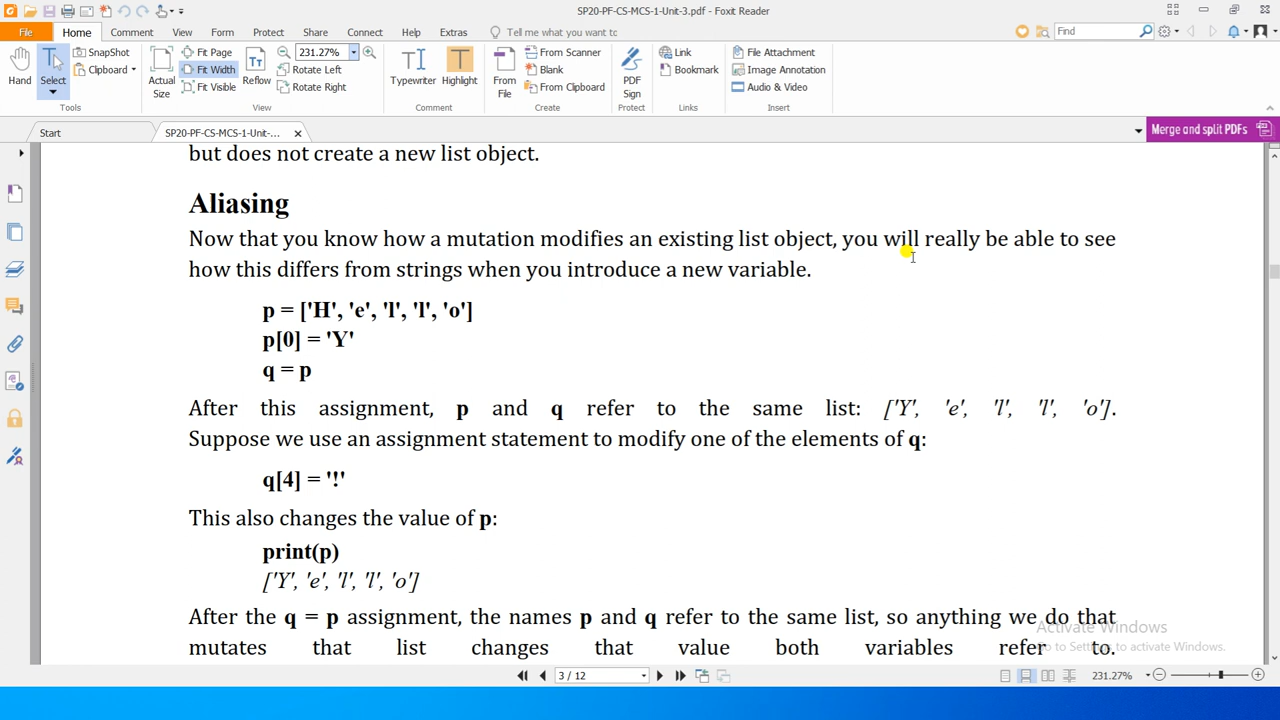 SP20-PF-CS-MCS-1-Unit-3.pdf - Foxit Reader
File Home Comment View Form Protect Share Connect Help Extras Tell me what you want tc Find
Hand Select SnapShot Clipboard Actual Size Fit Page Fit Width Fit Visible Reflow 231.27% Rotate Left Rotate Right Typewriter Highlight From File From Scanner Blank From Clipboard PDF Sign Link Bookmark File Attachment Image Annotation Audio & Video
Tools View Comment Create Protect Links Insert
Start SP20-PF-CS-MCS-1-Unit-... Merge and split PDFs
but does not create a new list object.
Aliasing
Now that you know how a mutation modifies an existing list object, you will really be able to see
how this differs from strings when you introduce a new variable.
p = ['H', 'e', 'l', 'l', 'o']
p[0] = 'Y'
q = p
After this assignment, p and q refer to the same list: ['Y', 'e', 'l', 'l', 'o'].
Suppose we use an assignment statement to modify one of the elements of q:
q[4] = '!'
This also changes the value of p:
print(p)
['Y', 'e', 'l', 'l', 'o']
After the q = p assignment, the names p and q refer to the same list, so anything we do that
mutates that list changes that value both variables refer to.
Activate Windows
Go to Settings to activate Windows.
3 / 12 231.27%